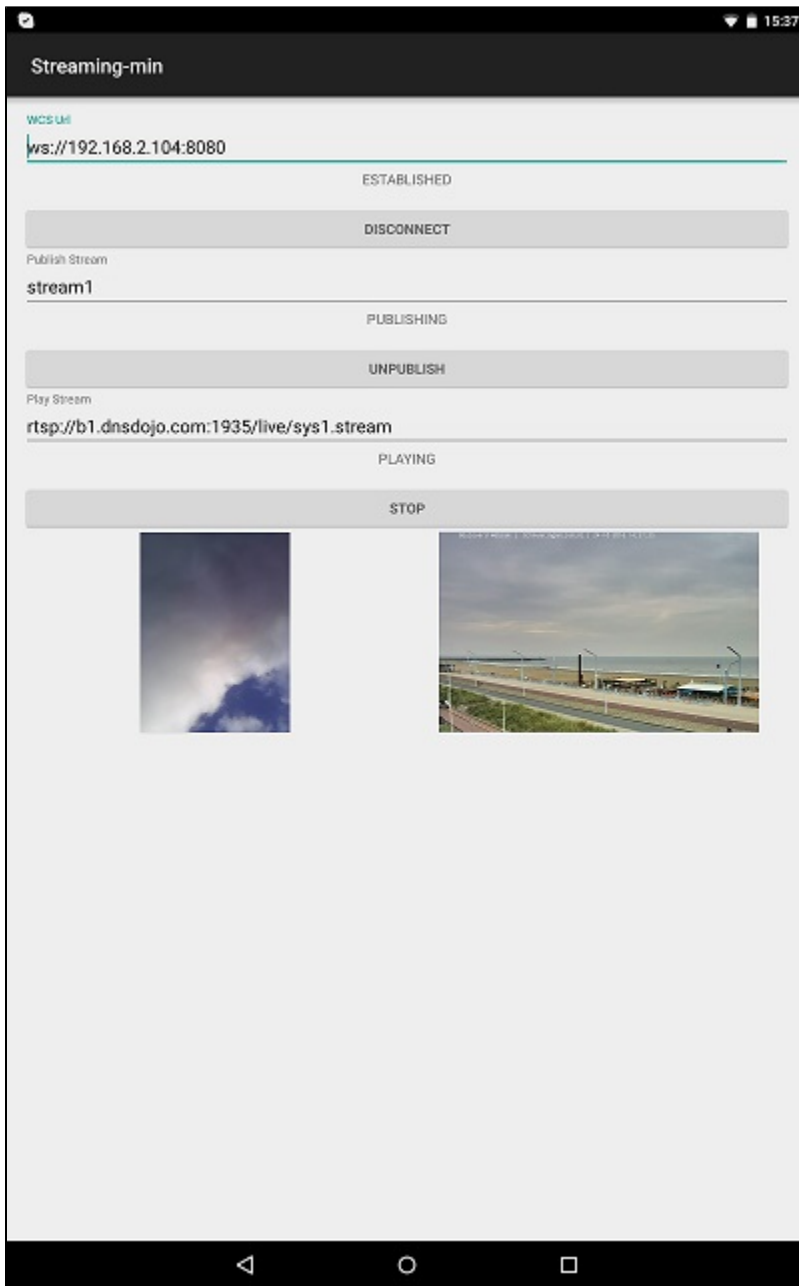 15:37
Streaming-min
WCS Url
ws://192.168.2.104:8080
ESTABLISHED
DISCONNECT
Publish Stream
stream1
PUBLISHING
UNPUBLISH
Play Stream
rtsp://b1.dnsdojo.com:1935/live/sys1.stream
PLAYING
STOP